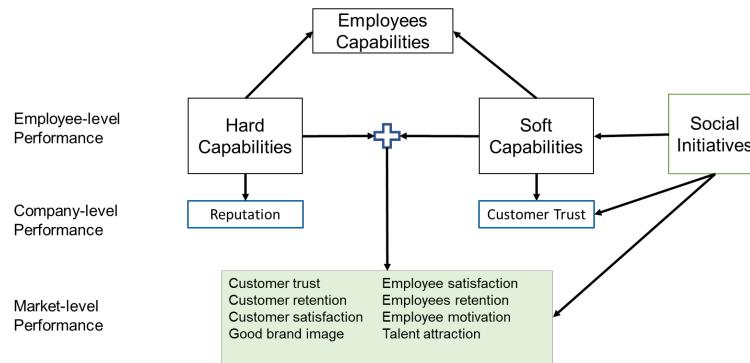 Employees
Capabilities
Employee-level
Performance
Hard
Capabilities
Soft
Capabilities
Social
Initiatives
Company-level
Performance
Reputation
Customer Trust
Market-level
Performance
Customer trust
Customer retention
Customer satisfaction
Good brand image
Employee satisfaction
Employees retention
Employee motivation
Talent attraction